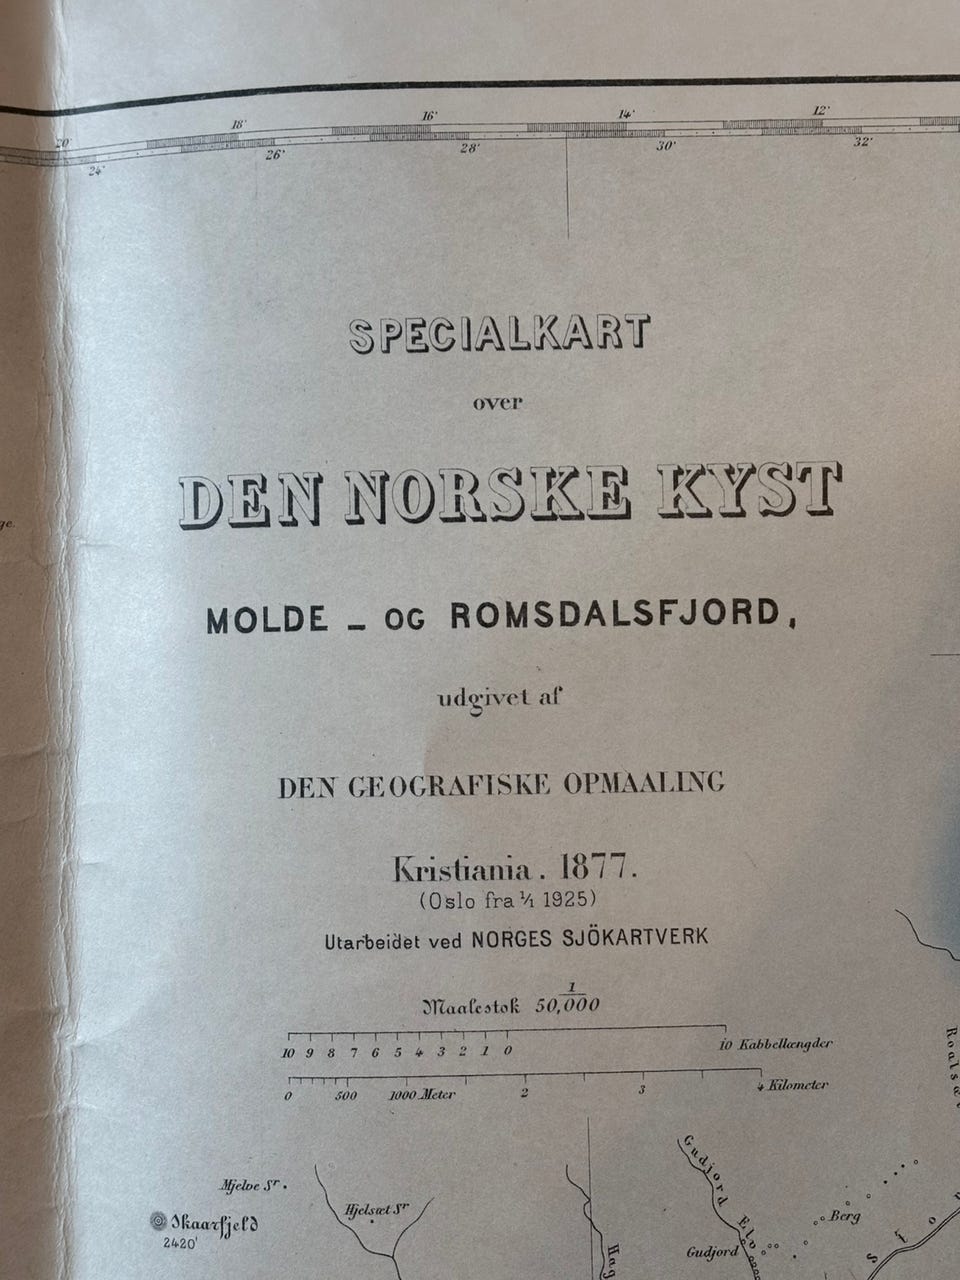 18' 16' 14' 12'
20'
24' 26' 28' 30' 32'
SPECIALKART
over
DEN NORSKE KYST
ge.
MOLDE - OG ROMSDALSFJORD,
udgivet af
DEN GEOGRAFISKE OPMAALING
Kristiania. 1877.
(Oslo fra 1/1 1925)
Utarbeidet ved NORGES SJÖKARTVERK
Maalestok 1/50,000
10 9 8 7 6 5 4 3 2 1 0 10 Kabbellængder
0 500 1000 Meter 2 3 4 Kilometer
Gudjord Elv
Mjelve Sr.
Hjelsæt Sr
Skaarfjeld
2420'
Berg
Gudjord
Hag